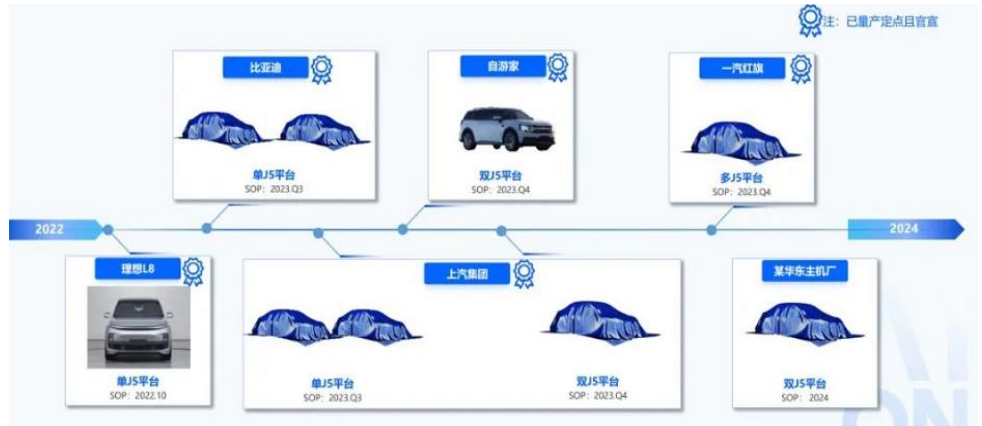 注：已量产定点且官宣
比亚迪
自游家
一汽红旗
单J5平台
SOP：2023.Q3
双J5平台
SOP：2023.Q4
多J5平台
SOP：2023.Q4
2022
2024
理想L8
上汽集团
某华东主机厂
单J5平台
SOP：2022.10
单J5平台
SOP：2023.Q3
双J5平台
SOP：2023.Q4
双J5平台
SOP：2024